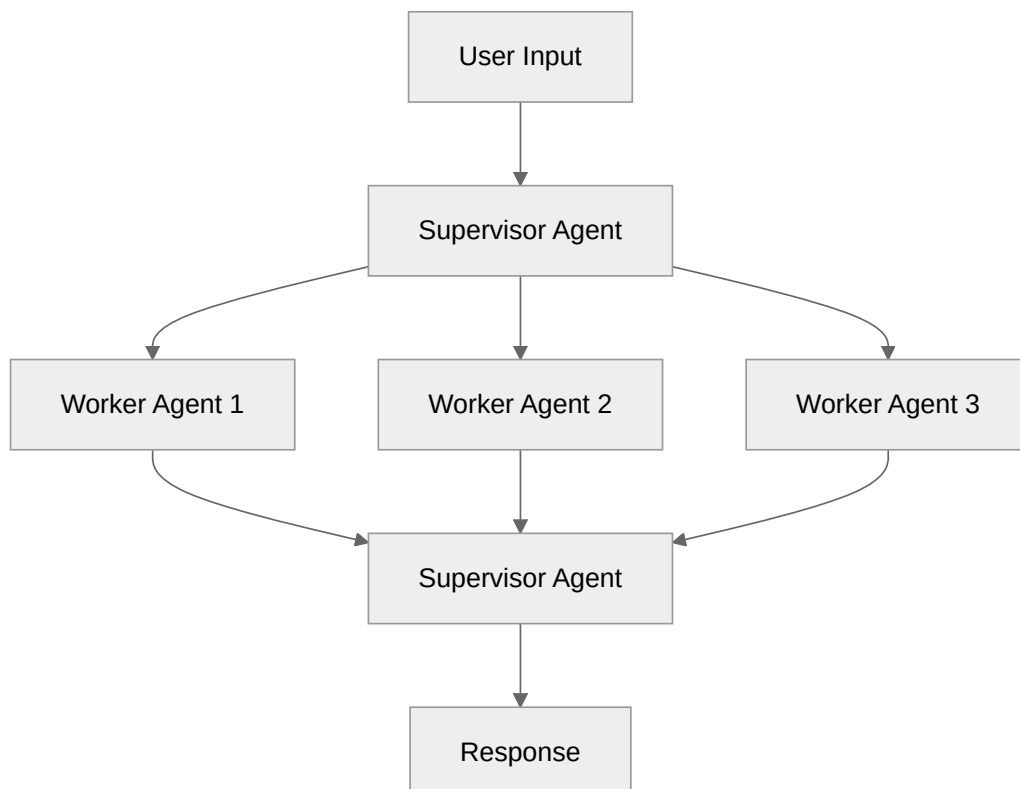 User Input
Supervisor Agent
Worker Agent 1
Worker Agent 2
Worker Agent 3
Supervisor Agent
Response